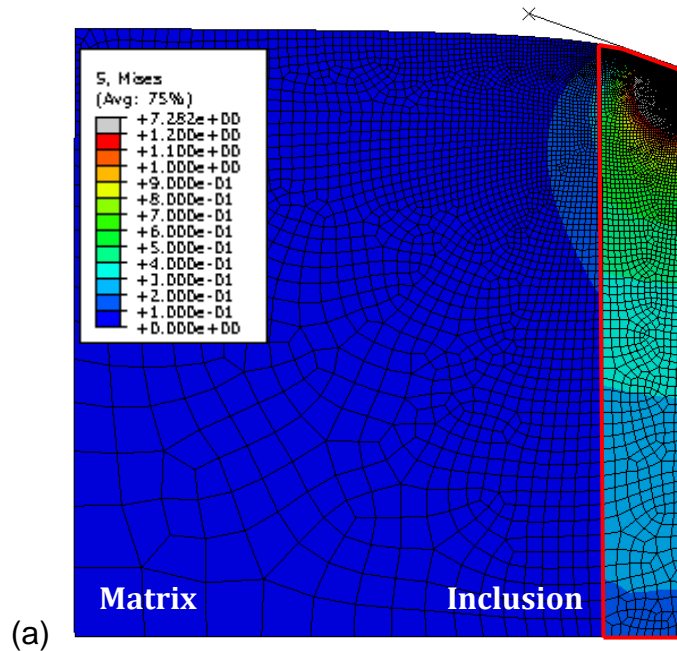 S, Mises
(Avg: 75%)
+7.282e+00
+1.200e+00
+1.100e+00
+1.000e+00
+9.000e-01
+8.000e-01
+7.000e-01
+6.000e-01
+5.000e-01
+4.000e-01
+3.000e-01
+2.000e-01
+1.000e-01
+0.000e+00
Matrix Inclusion
(a)